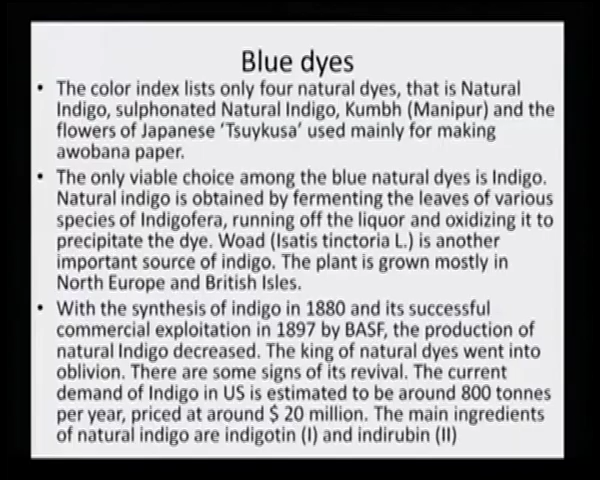 Blue dyes
• The color index lists only four natural dyes, that is Natural
Indigo, sulphonated Natural Indigo, Kumbh (Manipur) and the
flowers of Japanese ‘Tsuykusa’ used mainly for making
awobana paper.
• The only viable choice among the blue natural dyes is Indigo.
Natural indigo is obtained by fermenting the leaves of various
species of Indigofera, running off the liquor and oxidizing it to
precipitate the dye. Woad (Isatis tinctoria L.) is another
important source of indigo. The plant is grown mostly in
North Europe and British Isles.
• With the synthesis of indigo in 1880 and its successful
commercial exploitation in 1897 by BASF, the production of
natural Indigo decreased. The king of natural dyes went into
oblivion. There are some signs of its revival. The current
demand of Indigo in US is estimated to be around 800 tonnes
per year, priced at around $ 20 million. The main ingredients
of natural indigo are indigotin (I) and indirubin (II)